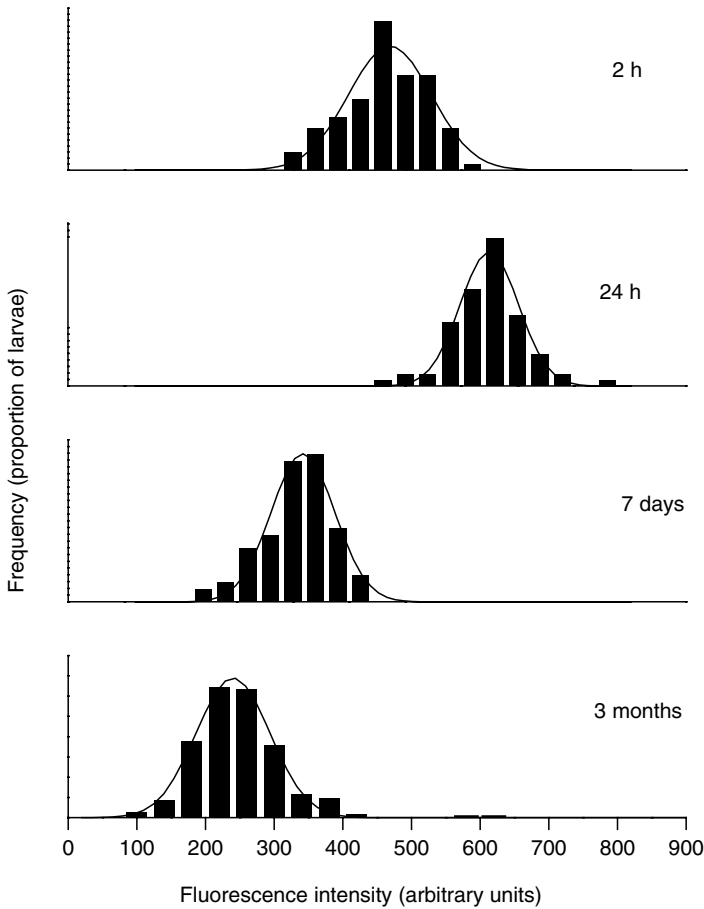 2 h
24 h
7 days
3 months
Frequency (proportion of larvae)
0 100 200 300 400 500 600 700 800 900
Fluorescence intensity (arbitrary units)